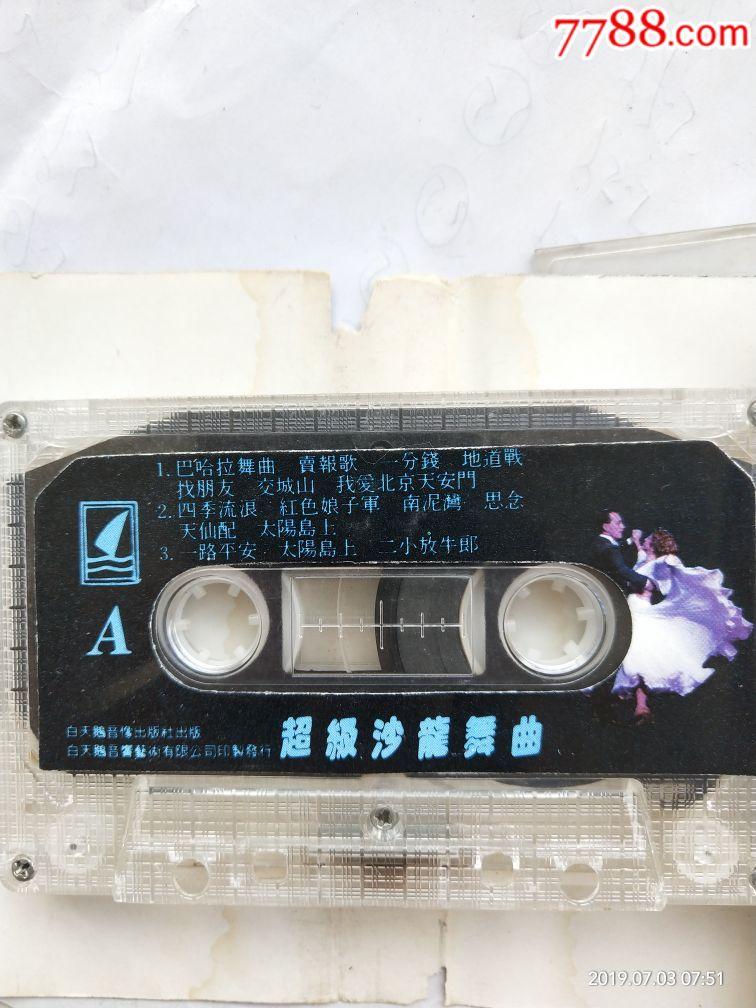 7788.com
1.巴哈拉舞曲 賣報歌 一分錢 地道戰
找朋友 交城山 我爱北京天安門
2.四季流浪 紅色娘子軍 南泥灣 思念
天仙配 太陽島上
3.一路平安 太陽島上 二小放牛郎
A
白天鵝音像出版社出版
白天鵝音響藝術有限公司印製發行
超級沙龍舞曲
2019.07.03 07:51